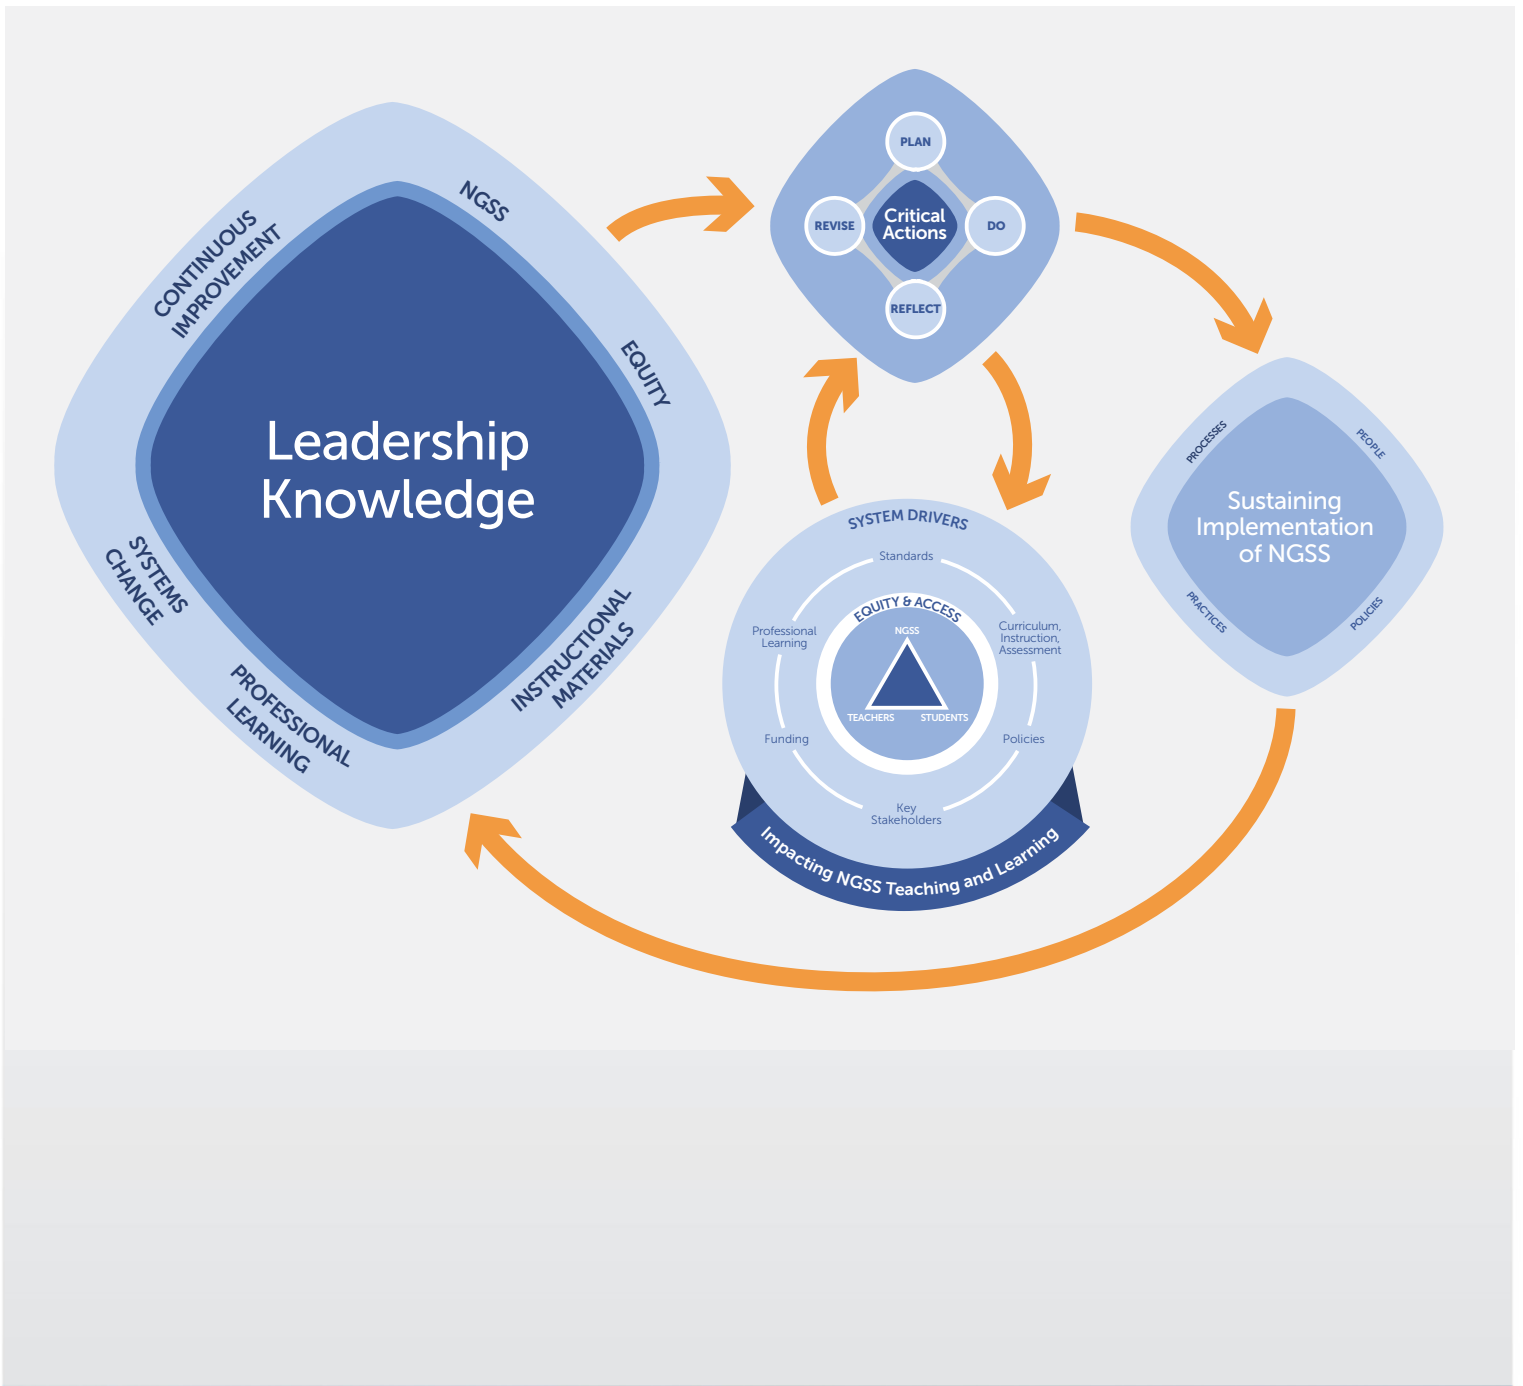 Leadership
Knowledge
NGSS
EQUITY
INSTRUCTIONAL
MATERIALS
PROFESSIONAL
LEARNING
SYSTEMS
CHANGE
CONTINUOUS
IMPROVEMENT
Critical
Actions
PLAN
DO
REFLECT
REVISE
SYSTEM DRIVERS
Standards
Curriculum,
Instruction,
Assessment
Policies
Key
Stakeholders
Funding
Professional
Learning
EQUITY & ACCESS
NGSS
TEACHERS
STUDENTS
Impacting NGSS Teaching and Learning
Sustaining
Implementation
of NGSS
PROCESSES
PEOPLE
POLICIES
PRACTICES